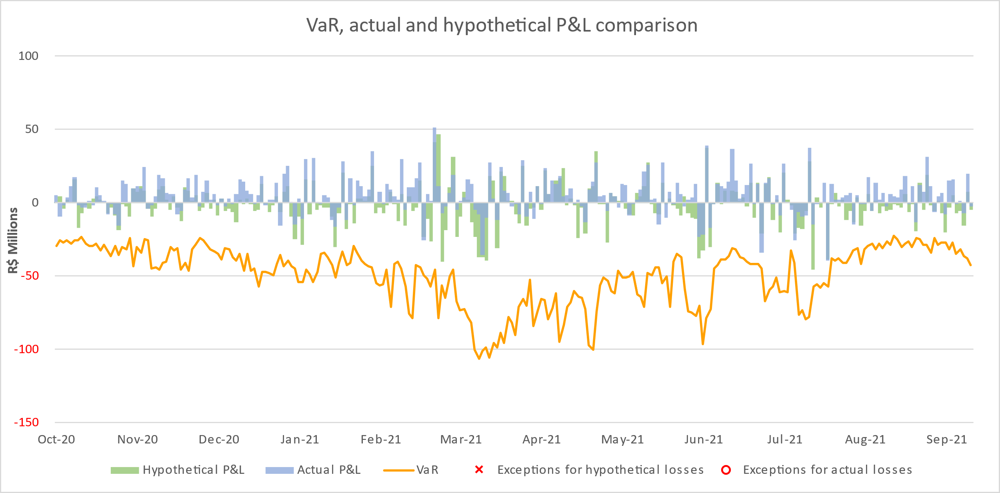 VaR, actual and hypothetical P&L comparison
100
50
0
-50
-100
-150
R$ Millions
Oct-20 Nov-20 Dec-20 Jan-21 Feb-21 Mar-21 Apr-21 May-21 Jun-21 Jul-21 Aug-21 Sep-21
Hypothetical P&L Actual P&L VaR Exceptions for hypothetical losses Exceptions for actual losses